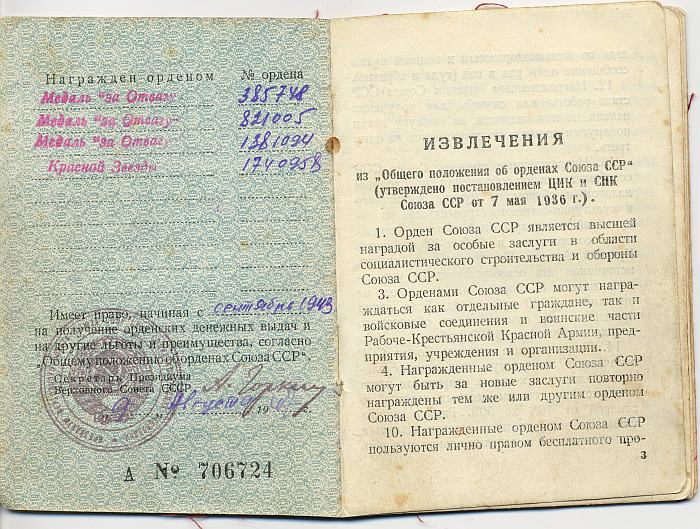 Награжден орденом № ордена
Медаль "за Отвагу" 385748
Медаль "за Отвагу" 821005
Медаль "за Отвагу" 1381094
Красной Звезды 1740958
Имеет право, начиная с сентября 1943
на получение орденских денежных выдач и
на другие льготы и преимущества, согласно
„Общему положению об орденах Союза ССР".
Секретарь Президиума
Верховного Совета СССР А. Горкин
9 Августа 19 г.
А № 706724
ИЗВЛЕЧЕНИЯ
из „Общего положения об орденах Союза ССР"
(утверждено постановлением ЦИК и СНК
Союза ССР от 7 мая 1936 г.).
1. Орден Союза ССР является высшей
наградой за особые заслуги в области
социалистического строительства и обороны
Союза ССР.
3. Орденами Союза ССР могут награ-
ждаться как отдельные граждане, так и
войсковые соединения и воинские части
Рабоче-Крестьянской Красной Армии, пред-
приятия, учреждения и организации.
4. Награжденные орденом Союза ССР
могут быть за новые заслуги повторно
награждены тем же или другим орденом
Союза ССР.
10. Награжденные орденом Союза ССР
пользуются лично правом бесплатного про-
3